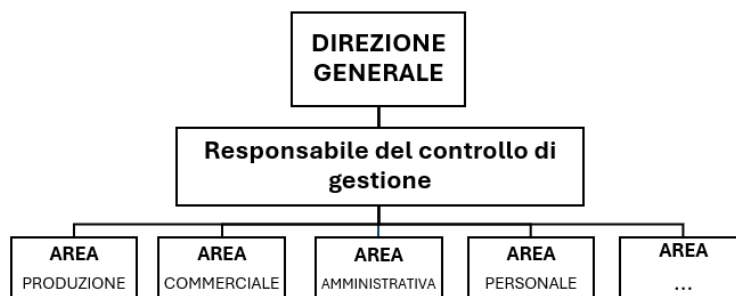 DIREZIONE
GENERALE
Responsabile del controllo di
gestione
AREA
PRODUZIONE
AREA
COMMERCIALE
AREA
AMMINISTRATIVA
AREA
PERSONALE
AREA
...